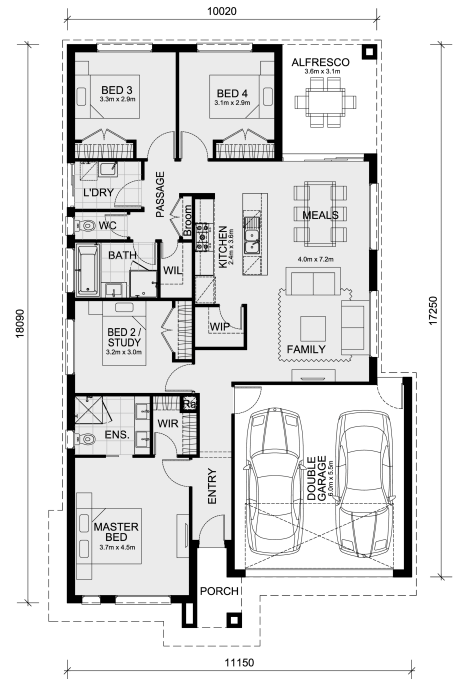 10020
ALFRESCO
3.6m x 3.1m
BED 3
3.3m x 2.9m
BED 4
3.1m x 2.9m
L'DRY
PASSAGE
WC
Broom
KITCHEN
2.4m x 3.6m
MEALS
BATH
WIL
4.0m x 7.2m
18090
17250
BED 2 /
STUDY
3.2m x 3.0m
WIP
FAMILY
Ra
ENS.
WIR
ENTRY
DOUBLE
GARAGE
6.0m x 5.5m
MASTER
BED
3.7m x 4.5m
PORCH
11150